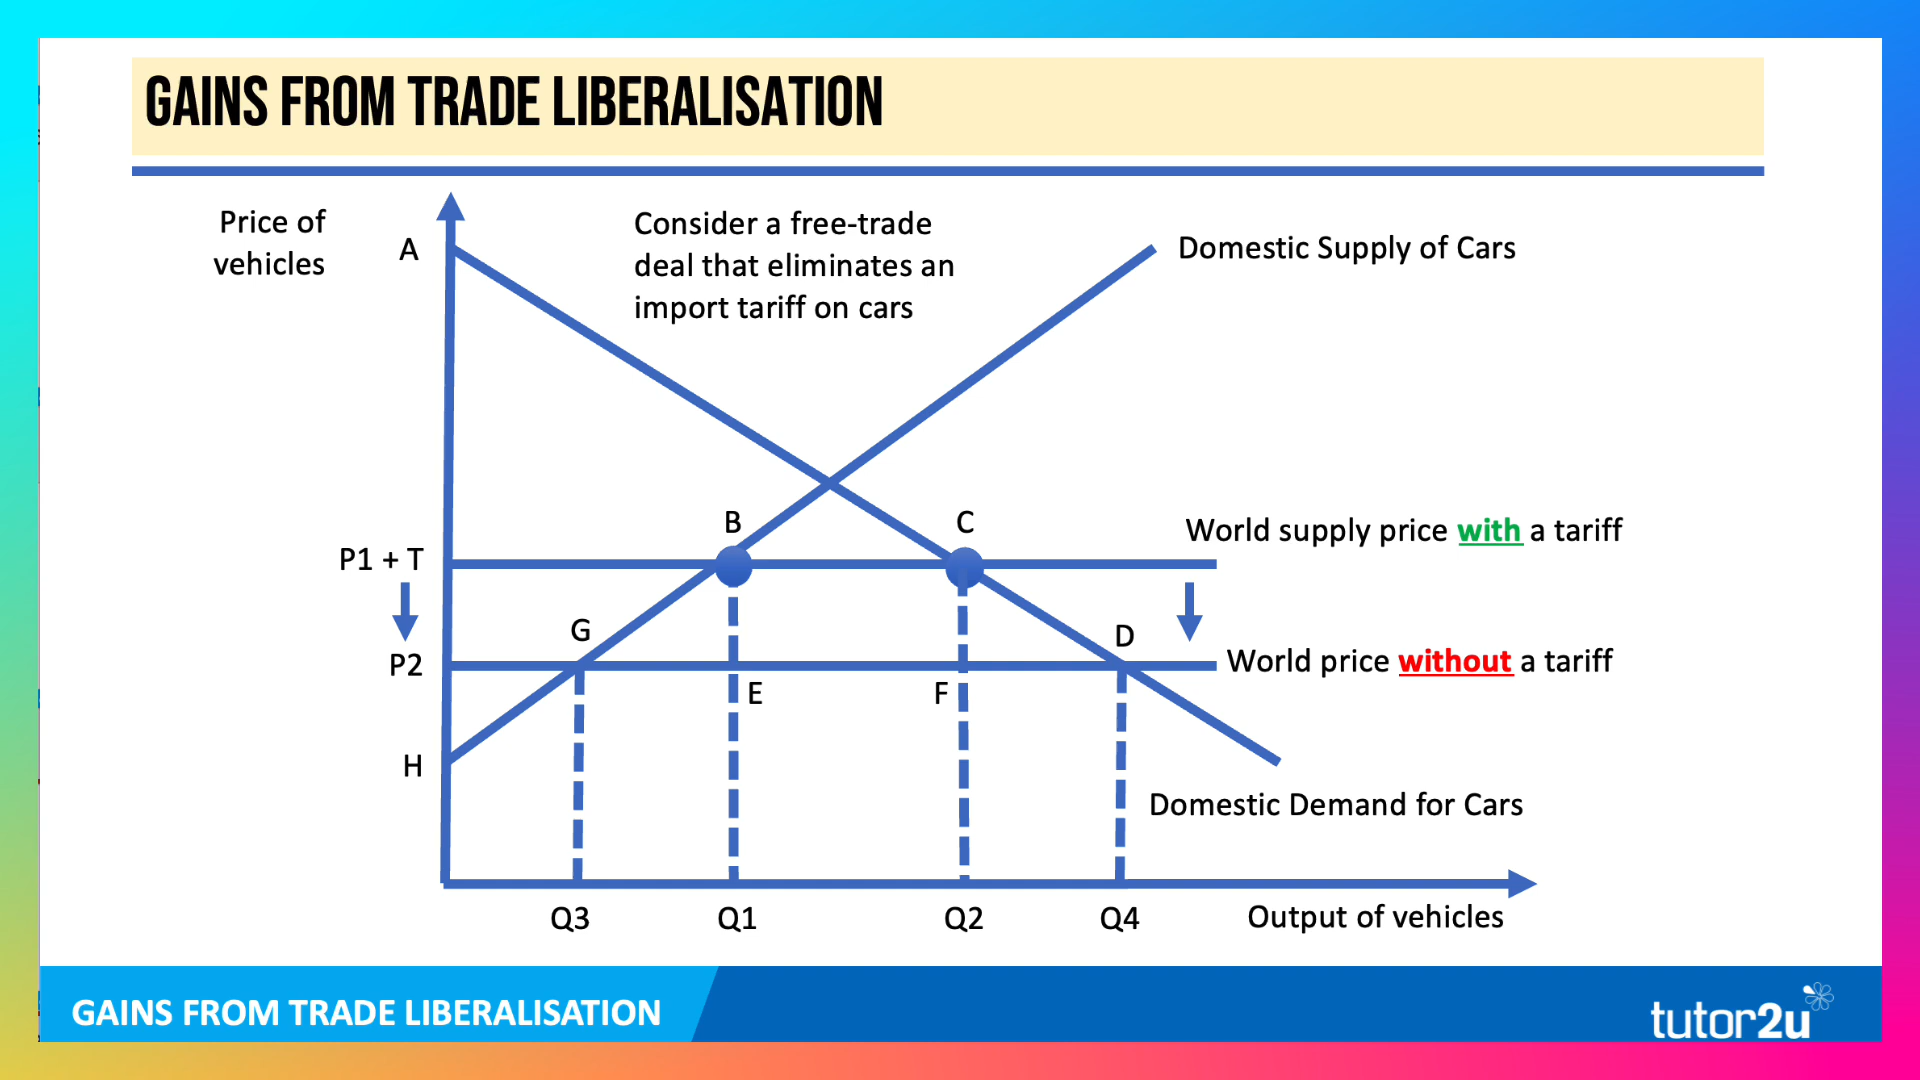 GAINS FROM TRADE LIBERALISATION
Price of
vehicles
A
Consider a free-trade
deal that eliminates an
import tariff on cars
Domestic Supply of Cars
B
C
World supply price with a tariff
P1 + T
G
D
P2
World price without a tariff
E
F
H
Domestic Demand for Cars
Q3
Q1
Q2
Q4
Output of vehicles
GAINS FROM TRADE LIBERALISATION
tutor2u